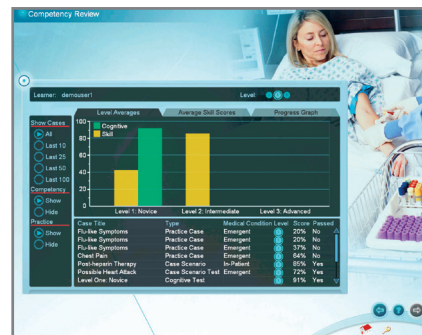 Competency Review
Learner: demouser1
Level:
Level Averages
Average Skill Scores
Progress Graph
Show Cases
All
Last 10
Last 25
Last 50
Last 100
Competency
Show
Hide
Practice
Show
Hide
Cognitive
Skill
100
80
60
40
20
0
Level 1: Novice
Level 2: Intermediate
Level 3: Advanced
Case Title Type Medical Condition Level Score Passed
Flu-like Symptoms Practice Case Emergent 20% No
Flu-like Symptoms Practice Case Emergent 20% No
Flu-like Symptoms Practice Case Emergent 37% No
Chest Pain Practice Case Emergent 64% No
Post-heparin Therapy Case Scenario In-Patient 85% Yes
Possible Heart Attack Case Scenario Test Emergent 72% Yes
Level One: Novice Cognitive Test 91% Yes
?